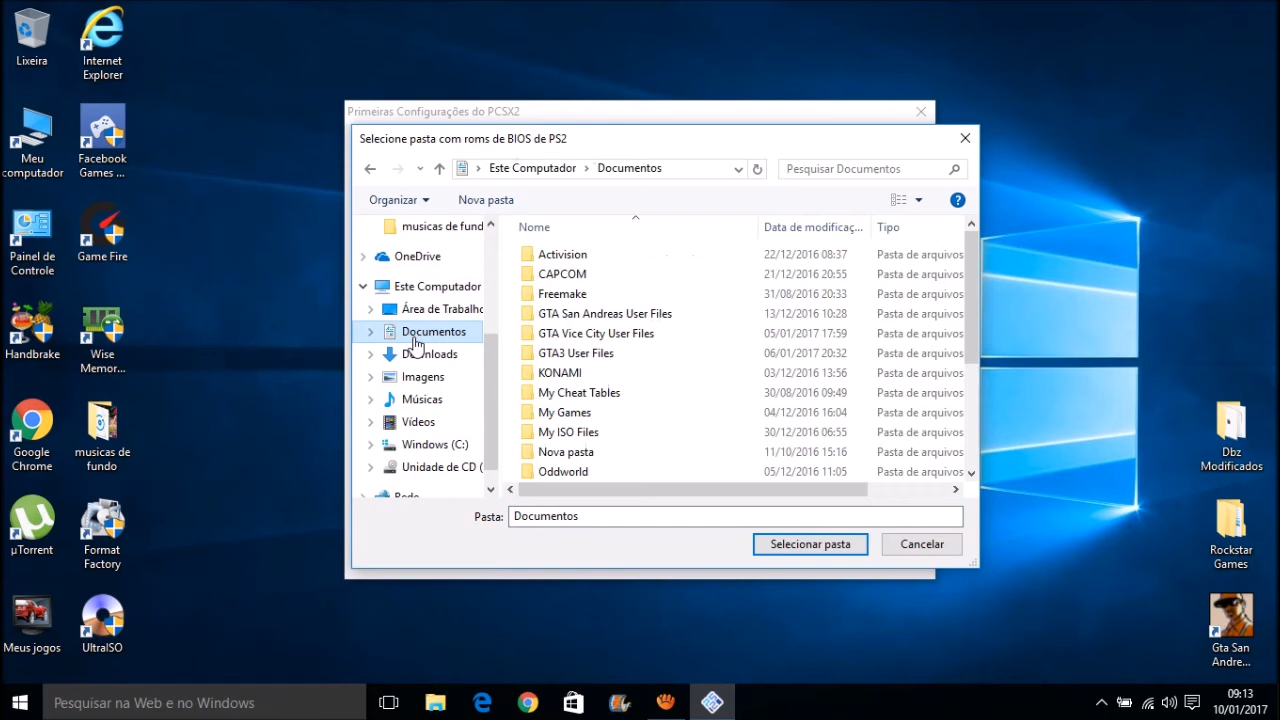 Lixeira
Internet
Explorer
Meu
computador
Facebook
Games ...
Painel de
Controle
Game Fire
Handbrake
Wise
Memor...
Google
Chrome
musicas de
fundo
µTorrent
Format
Factory
Meus jogos
UltraISO
Primeiras Configurações do PCSX2
Selecione pasta com roms de BIOS de PS2
Este Computador
Documentos
Pesquisar Documentos
Organizar
Nova pasta
musicas de fund
OneDrive
Este Computador
Área de Trabalho
Documentos
Downloads
Imagens
Músicas
Vídeos
Windows (C:)
Unidade de CD (
Rede
Nome Data de modificaç... Tipo
Activision 22/12/2016 08:37 Pasta de arquivos
CAPCOM 21/12/2016 20:55 Pasta de arquivos
Freemake 31/08/2016 20:33 Pasta de arquivos
GTA San Andreas User Files 13/12/2016 10:28 Pasta de arquivos
GTA Vice City User Files 05/01/2017 17:59 Pasta de arquivos
GTA3 User Files 06/01/2017 20:32 Pasta de arquivos
KONAMI 03/12/2016 13:56 Pasta de arquivos
My Cheat Tables 30/08/2016 09:49 Pasta de arquivos
My Games 04/12/2016 16:04 Pasta de arquivos
My ISO Files 30/12/2016 06:55 Pasta de arquivos
Nova pasta 11/10/2016 15:16 Pasta de arquivos
Oddworld 05/12/2016 11:05 Pasta de arquivos
Pasta: Documentos
Selecionar pasta
Cancelar
Dbz
Modificados
Rockstar
Games
Gta San
Andre...
Pesquisar na Web e no Windows
09:13
10/01/2017